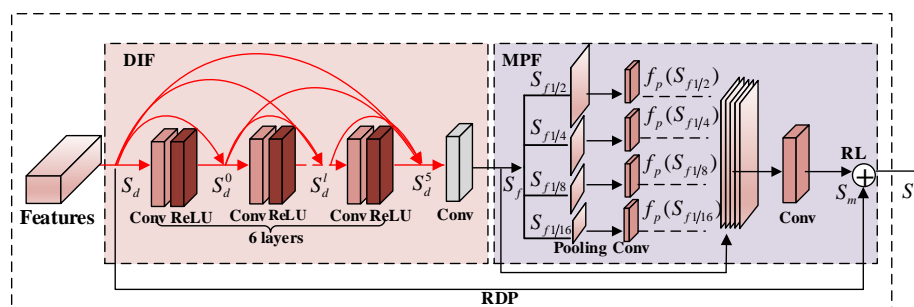 DIF
MPF
S_{f1/2}
f_p(S_{f1/2})
S_{f1/4}
f_p(S_{f1/4})
S_{f1/8}
f_p(S_{f1/8})
S_{f1/16}
f_p(S_{f1/16})
RL
Features
S_d
S_d^0
S_d^1
S_d^5
S_f
S_m
S
Conv ReLU
Conv ReLU
Conv ReLU
Conv
Pooling Conv
Conv
6 layers
RDP